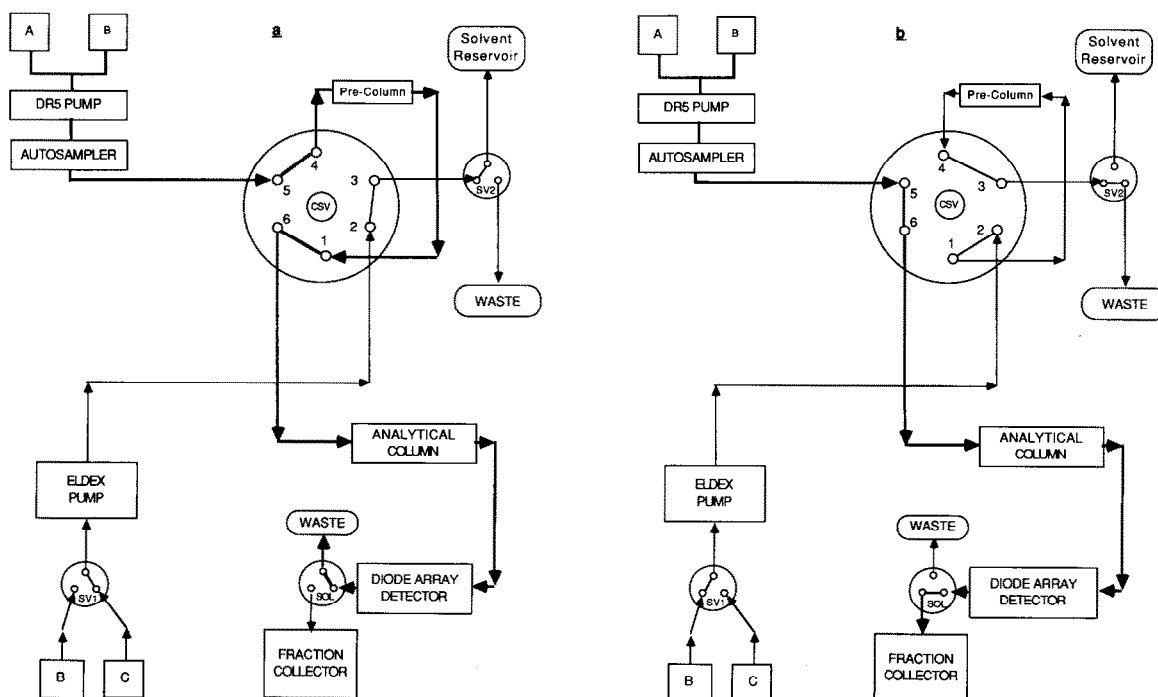 a
A
B
DR5 PUMP
AUTOSAMPLER
Pre-Column
Solvent
Reservoir
4
5
3
CSV
6
2
1
SV2
WASTE
ANALYTICAL
COLUMN
ELDEX
PUMP
WASTE
SV1
SOL
DIODE ARRAY
DETECTOR
B
C
FRACTION
COLLECTOR
b
A
B
DR5 PUMP
AUTOSAMPLER
Pre-Column
Solvent
Reservoir
4
5
3
CSV
6
2
1
SV2
WASTE
ANALYTICAL
COLUMN
ELDEX
PUMP
WASTE
SV1
SOL
DIODE ARRAY
DETECTOR
B
C
FRACTION
COLLECTOR